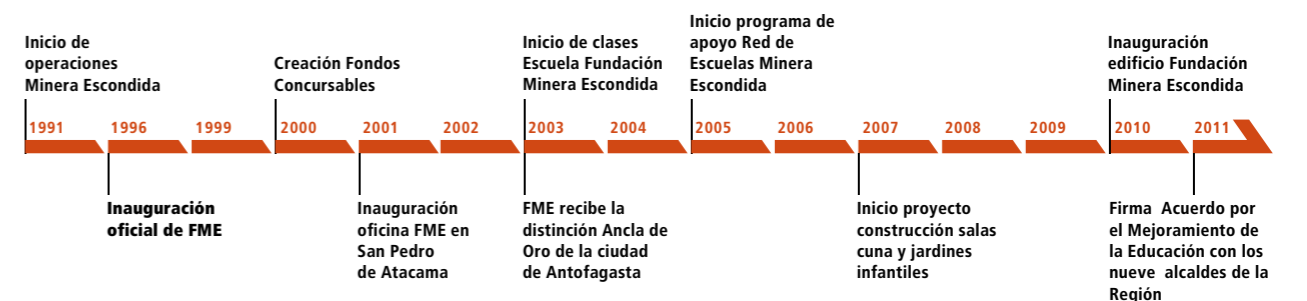 Inicio de
operaciones
Minera Escondida
Creación Fondos
Concursables
Inicio de clases
Escuela Fundación
Minera Escondida
Inicio programa de
apoyo Red de
Escuelas Minera
Escondida
Inauguración
edificio Fundación
Minera Escondida
1991 1996 1999 2000 2001 2002 2003 2004 2005 2006 2007 2008 2009 2010 2011
Inauguración
oficial de FME
Inauguración
oficina FME en
San Pedro
de Atacama
FME recibe la
distinción Ancla de
Oro de la ciudad
de Antofagasta
Inicio proyecto
construcción salas
cuna y jardines
infantiles
Firma Acuerdo por
el Mejoramiento de
la Educación con los
nueve alcaldes de la
Región